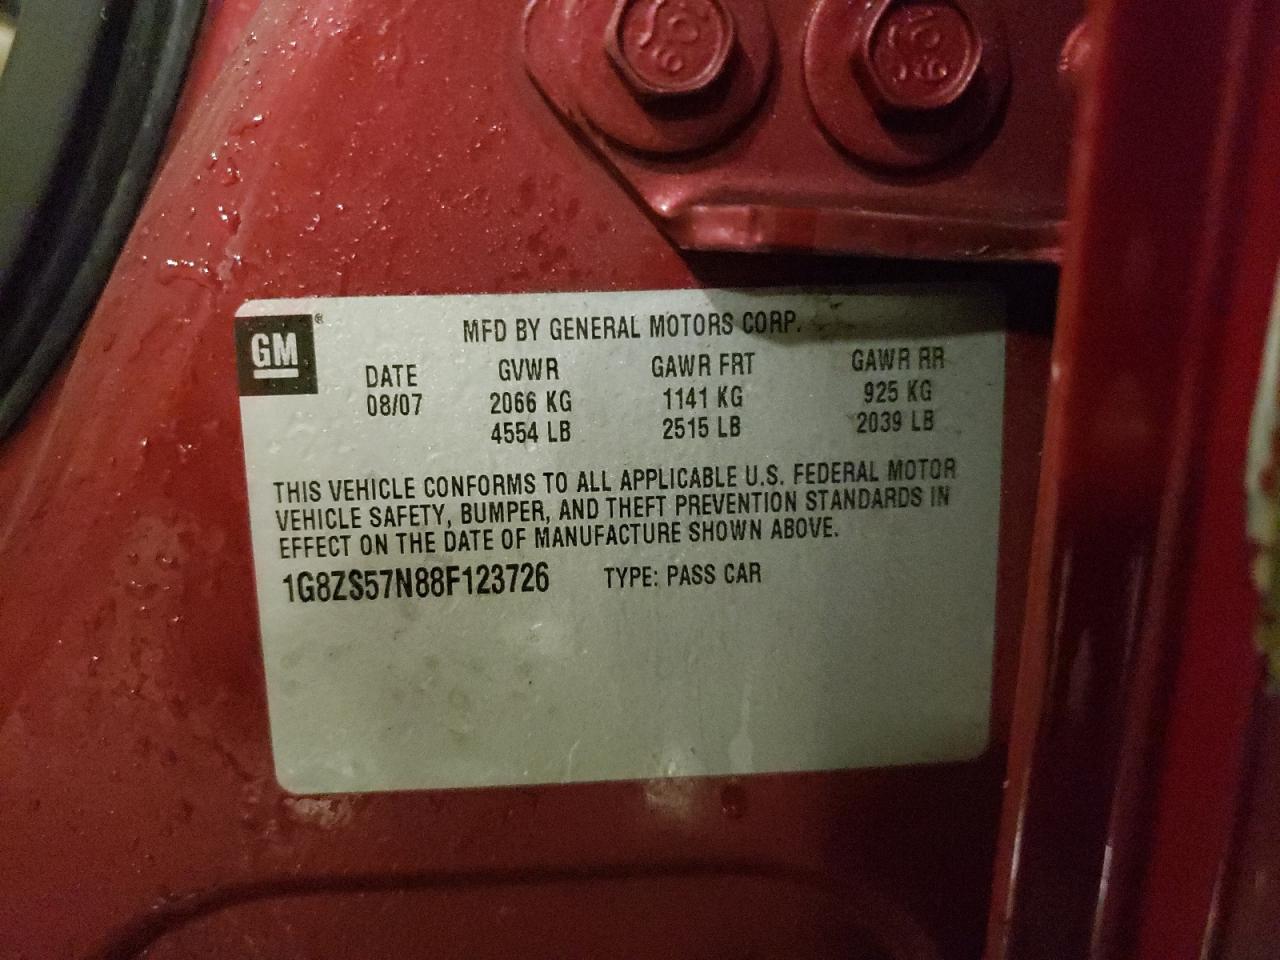 GM®
MFD BY GENERAL MOTORS CORP.
DATE GVWR GAWR FRT GAWR RR
08/07 2066 KG 1141 KG 925 KG
4554 LB 2515 LB 2039 LB
THIS VEHICLE CONFORMS TO ALL APPLICABLE U.S. FEDERAL MOTOR
VEHICLE SAFETY, BUMPER, AND THEFT PREVENTION STANDARDS IN
EFFECT ON THE DATE OF MANUFACTURE SHOWN ABOVE.
1G8ZS57N88F123726 TYPE: PASS CAR